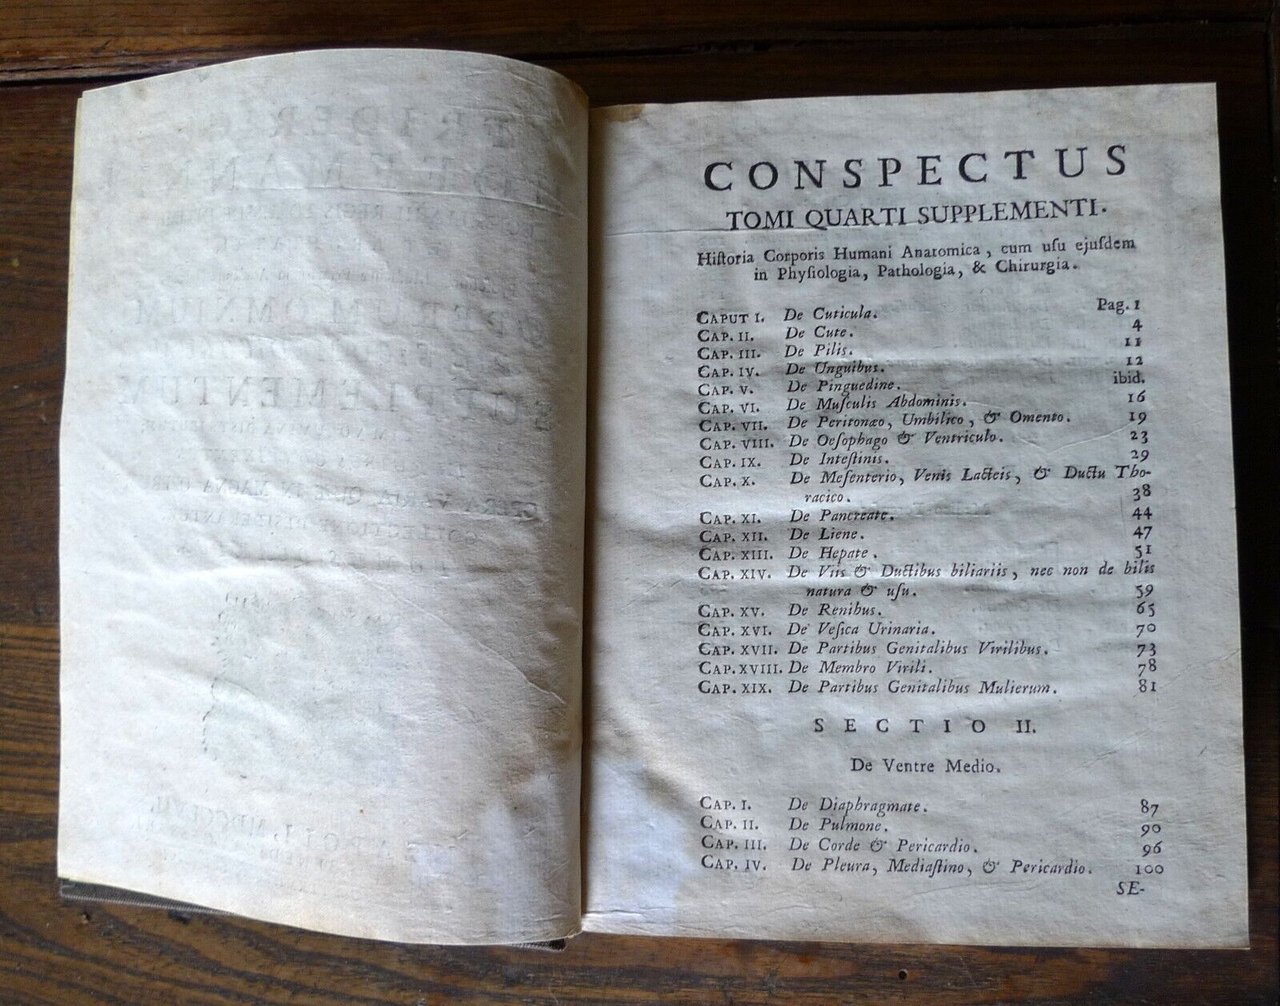 CONSPECTUS
TOMI QUARTI SUPPLEMENTI.
Hiſtoria Corporis Humani Anatomica, cum uſu ejuſdem
in Phyſiologia, Pathologia, & Chirurgia.
CAPUT I. De Cuticula. Pag. 1
CAP. II. De Cute. 4
CAP. III. De Pilis. 11
CAP. IV. De Unguibus. 12
CAP. V. De Pinguedine. ibid.
CAP. VI. De Muſculis Abdominis. 16
CAP. VII. De Peritonæo, Umbilico, & Omento. 19
CAP. VIII. De Oeſophago & Ventriculo. 23
CAP. IX. De Inteſtinis. 29
CAP. X. De Meſenterio, Venis Lacteis, & Ductu Tho-
racico. 38
CAP. XI. De Pancreate. 44
CAP. XII. De Liene. 47
CAP. XIII. De Hepate. 51
CAP. XIV. De Viis & Ductibus biliariis, nec non de bilis
natura & uſu. 59
CAP. XV. De Renibus. 65
CAP. XVI. De Veſica Urinaria. 70
CAP. XVII. De Partibus Genitalibus Virilibus. 73
CAP. XVIII. De Membro Virili. 78
CAP. XIX. De Partibus Genitalibus Mulierum. 81
SECTIO II.
De Ventre Medio.
CAP. I. De Diaphragmate. 87
CAP. II. De Pulmone. 90
CAP. III. De Corde & Pericardio. 96
CAP. IV. De Pleura, Mediaſtino, & Pericardio. 100
SE-